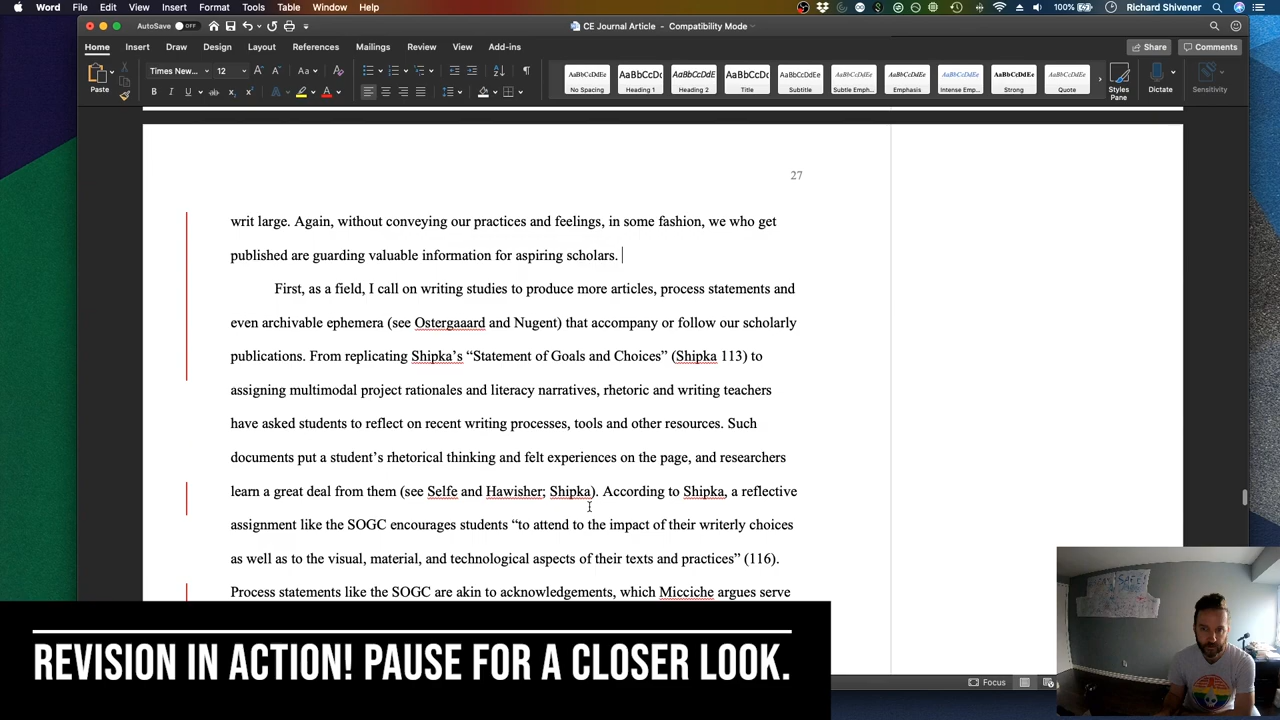 Word File Edit View Insert Format Tools Table Window Help 100% Richard Shivener
AutoSave OFF CE Journal Article - Compatibility Mode
Home Insert Draw Design Layout References Mailings Review View Add-ins Share Comments
Paste Times New... 12 AaBbCcDdEe No Spacing AaBbCcDc Heading 1 AaBbCcDdE Heading 2 AaBbCcDc Title AaBbCcDdEe Subtitle AaBbCcDdEe Subtle Emph... AaBbCcDdEe Emphasis AaBbCcDdEe Intense Emp... AaBbCcDdEe Strong AaBbCcDdEe Quote Styles Pane Dictate Sensitivity
27
writ large. Again, without conveying our practices and feelings, in some fashion, we who get
published are guarding valuable information for aspiring scholars.
First, as a field, I call on writing studies to produce more articles, process statements and
even archivable ephemera (see Ostergaaard and Nugent) that accompany or follow our scholarly
publications. From replicating Shipka’s “Statement of Goals and Choices” (Shipka 113) to
assigning multimodal project rationales and literacy narratives, rhetoric and writing teachers
have asked students to reflect on recent writing processes, tools and other resources. Such
documents put a student’s rhetorical thinking and felt experiences on the page, and researchers
learn a great deal from them (see Selfe and Hawisher; Shipka). According to Shipka, a reflective
assignment like the SOGC encourages students “to attend to the impact of their writerly choices
as well as to the visual, material, and technological aspects of their texts and practices” (116).
Process statements like the SOGC are akin to acknowledgements, which Micciche argues serve
REVISION IN ACTION! PAUSE FOR A CLOSER LOOK.
Focus